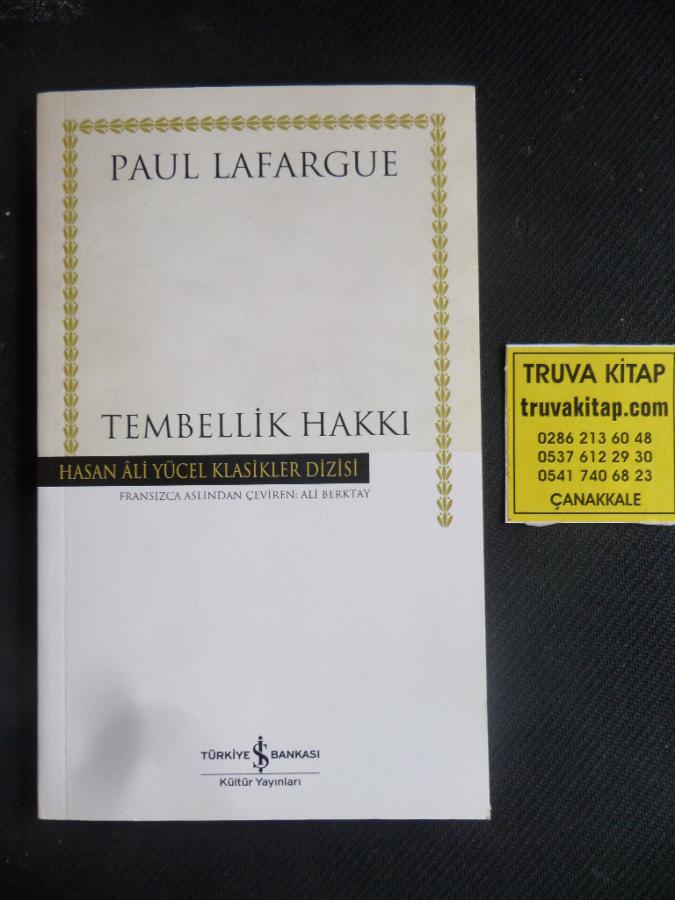 PAUL LAFARGUE
TEMBELLİK HAKKI
HASAN ÂLİ YÜCEL KLASİKLER DİZİSİ
FRANSIZCA ASLINDAN ÇEVİREN: ALİ BERKTAY
TÜRKİYE İŞ BANKASI
Kültür Yayınları
TRUVA KİTAP
truvakitap.com
0286 213 60 48
0537 612 29 30
0541 740 68 23
ÇANAKKALE